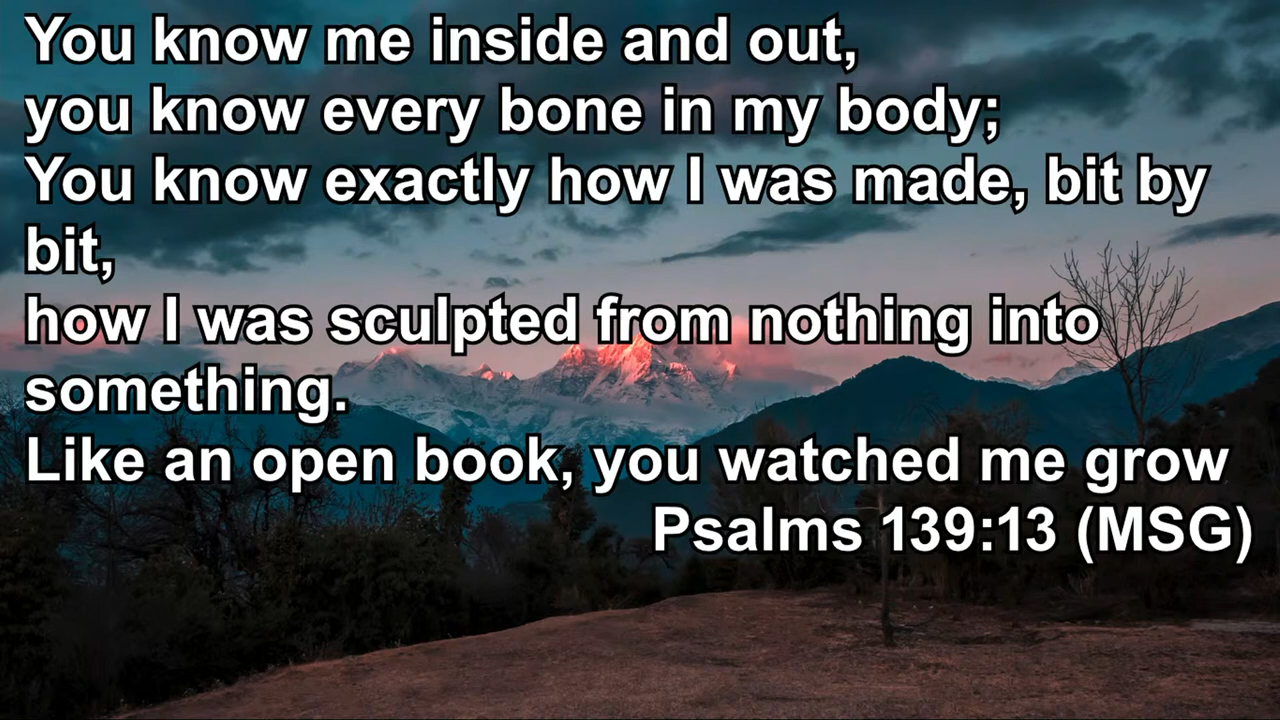 You know me inside and out,
you know every bone in my body;
You know exactly how I was made, bit by
bit,
how I was sculpted from nothing into
something.
Like an open book, you watched me grow
Psalms 139:13 (MSG)